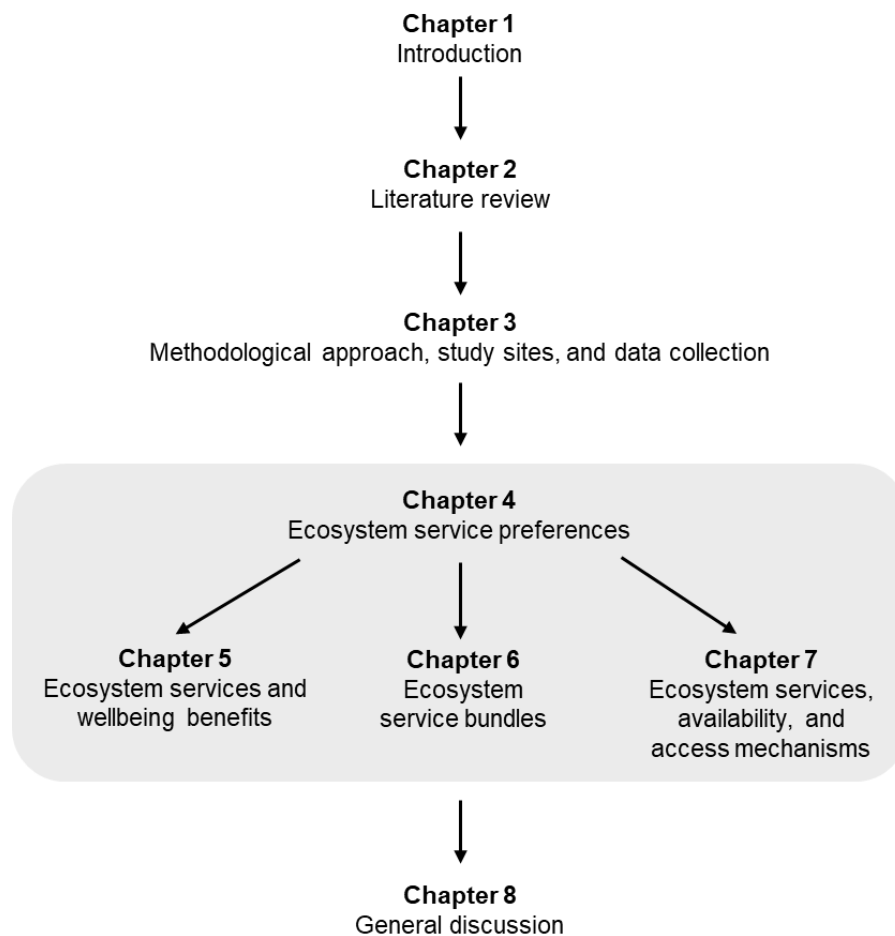 Chapter 1
Introduction
Chapter 2
Literature review
Chapter 3
Methodological approach, study sites, and data collection
Chapter 4
Ecosystem service preferences
Chapter 5
Ecosystem services and
wellbeing benefits
Chapter 6
Ecosystem
service bundles
Chapter 7
Ecosystem services,
availability, and
access mechanisms
Chapter 8
General discussion